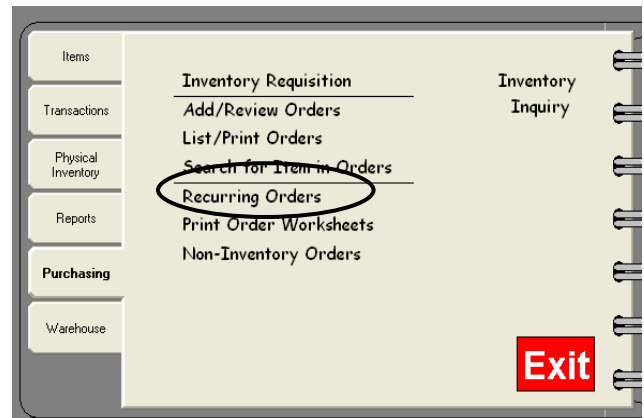 Items
Transactions
Physical
Inventory
Reports
Purchasing
Warehouse
Inventory Requisition
Add/Review Orders
List/Print Orders
Search for Item in Orders
Recurring Orders
Print Order Worksheets
Non-Inventory Orders
Inventory
Inquiry
Exit